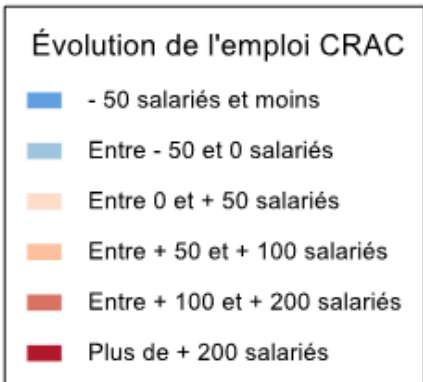 Évolution de l'emploi CRAC
- 50 salariés et moins
Entre - 50 et 0 salariés
Entre 0 et + 50 salariés
Entre + 50 et + 100 salariés
Entre + 100 et + 200 salariés
Plus de + 200 salariés